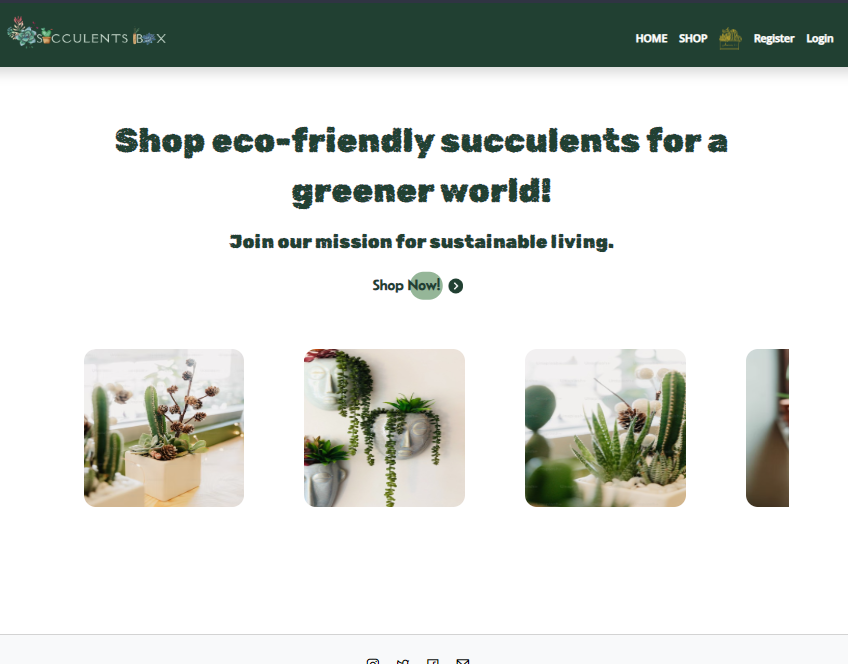 SUCCULENTS BOX
HOME SHOP Register Login
Shop eco-friendly succulents for a
greener world!
Join our mission for sustainable living.
Shop Now!